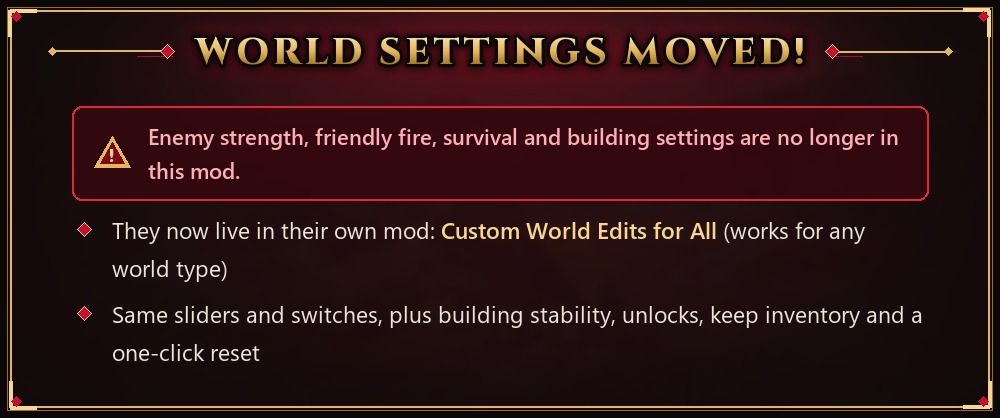 WORLD SETTINGS MOVED!
Enemy strength, friendly fire, survival and building settings are no longer in
this mod.
They now live in their own mod: Custom World Edits for All (works for any
world type)
Same sliders and switches, plus building stability, unlocks, keep inventory and a
one-click reset